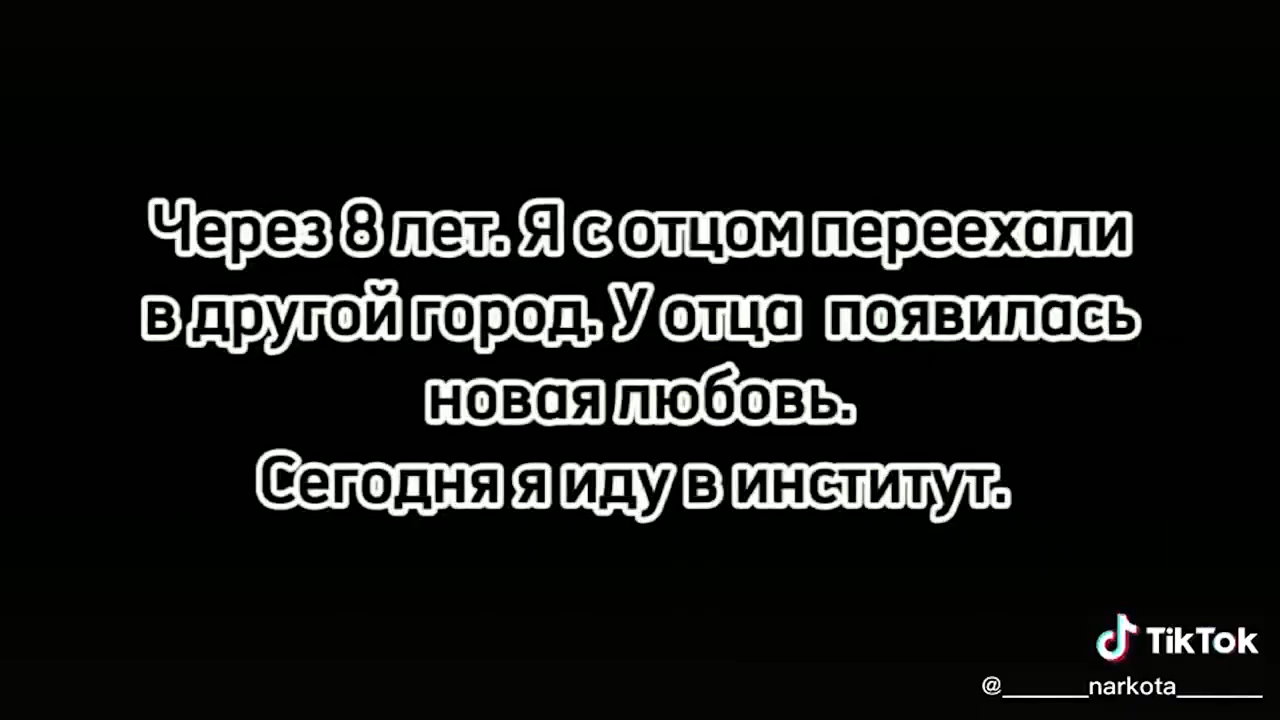 Через 8 лет. Я с отцом переехали
в другой город. У отца появилась
новая любовь.
Сегодня я иду в институт.
TikTok
@______narkota______